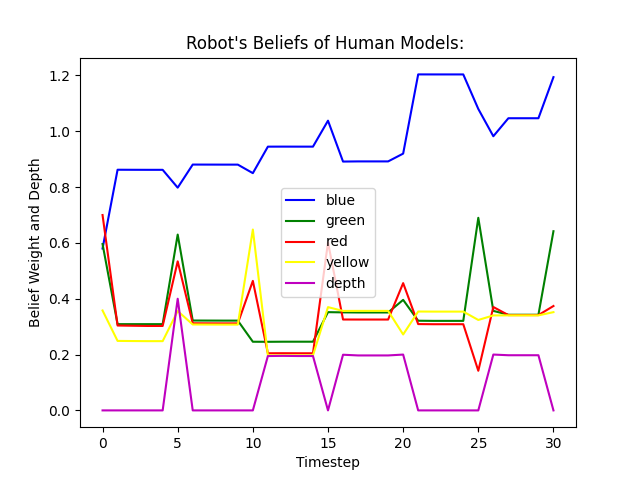 Robot's Beliefs of Human Models:
Belief Weight and Depth
1.2
1.0
0.8
0.6
0.4
0.2
0.0
blue
green
red
yellow
depth
0 5 10 15 20 25 30
Timestep